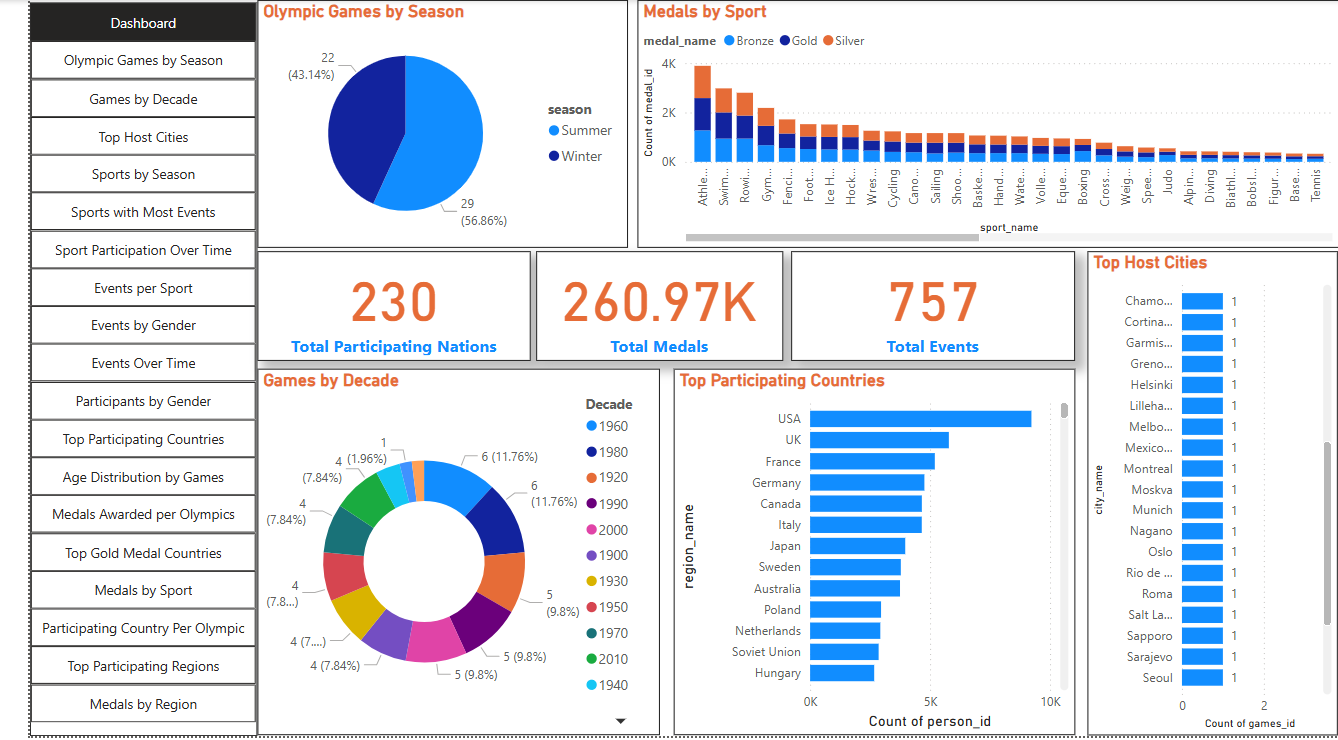 Dashboard
Olympic Games by Season
Games by Decade
Top Host Cities
Sports by Season
Sports with Most Events
Sport Participation Over Time
Events per Sport
Events by Gender
Events Over Time
Participants by Gender
Top Participating Countries
Age Distribution by Games
Medals Awarded per Olympics
Top Gold Medal Countries
Medals by Sport
Participating Country Per Olympic
Top Participating Regions
Medals by Region
Olympic Games by Season
22
(43.14%)
29
(56.86%)
season
Summer
Winter
Medals by Sport
medal_name Bronze Gold Silver
Count of medal_id
4K
2K
0K
Athle...
Swim...
Rowi...
Gym...
Fenci...
Foot...
Ice H...
Hock...
Wres...
Cycling
Cano...
Sailing
Shoo...
Baske...
Hand...
Wate...
Volle...
Eque...
Boxing
Cross...
Weig...
Spee...
Judo
Alpin...
Diving
Biathl...
Bobsl...
Figur...
Base...
Tennis
sport_name
230
Total Participating Nations
260.97K
Total Medals
757
Total Events
Games by Decade
6 (11.76%)
6
(11.76%)
5
(9.8%)
5 (9.8%)
5 (9.8%)
4 (7.84%)
4 (7....)
4
(7.8...)
4
(7.84%)
4
(7.84%)
1
(1.96%)
Decade
1960
1980
1920
1990
2000
1900
1930
1950
1970
2010
1940
Top Participating Countries
region_name
USA
UK
France
Germany
Canada
Italy
Japan
Sweden
Australia
Poland
Netherlands
Soviet Union
Hungary
0K 5K 10K
Count of person_id
Top Host Cities
city_name
Chamo... 1
Cortina... 1
Garmis... 1
Greno... 1
Helsinki 1
Lilleha... 1
Melbo... 1
Mexico... 1
Montreal 1
Moskva 1
Munich 1
Nagano 1
Oslo 1
Rio de ... 1
Roma 1
Salt La... 1
Sapporo 1
Sarajevo 1
Seoul 1
0 2
Count of games_id